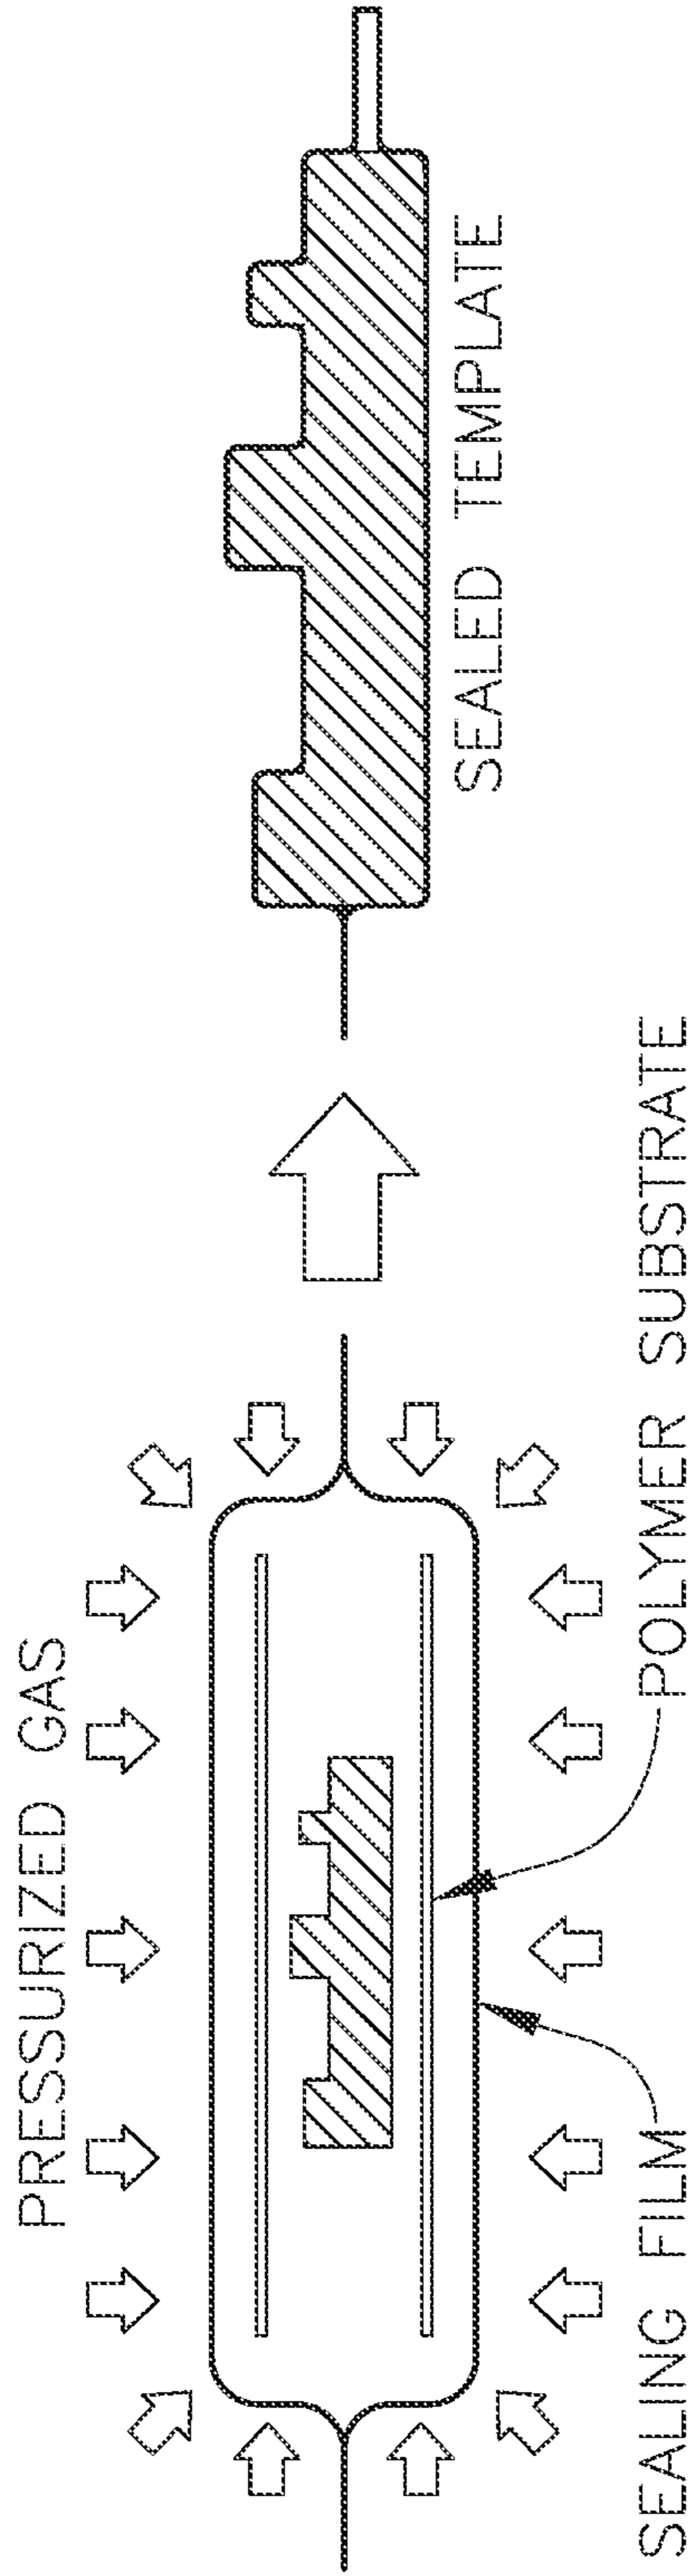 PRESSURIZED GAS
SEALING FILM
POLYMER SUBSTRATE
SEALED TEMPLATE